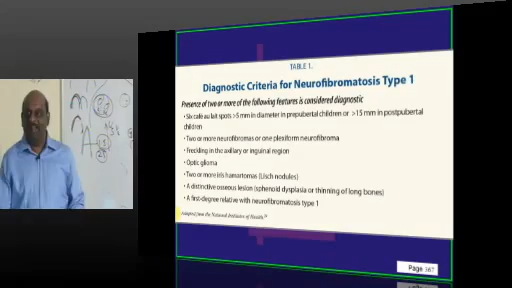 TABLE 1.
Diagnostic Criteria for Neurofibromatosis Type 1
Presence of two or more of the following features is considered diagnostic
• Six café au lait spots >5 mm in diameter in prepubertal children or >15 mm in postpubertal
children
• Two or more neurofibromas or one plexiform neurofibroma
• Freckling in the axillary or inguinal region
• Optic glioma
• Two or more iris hamartomas (Lisch nodules)
• A distinctive osseous lesion (sphenoid dysplasia or thinning of long bones)
• A first-degree relative with neurofibromatosis type 1
Adapted from the National Institutes of Health.
Page 361